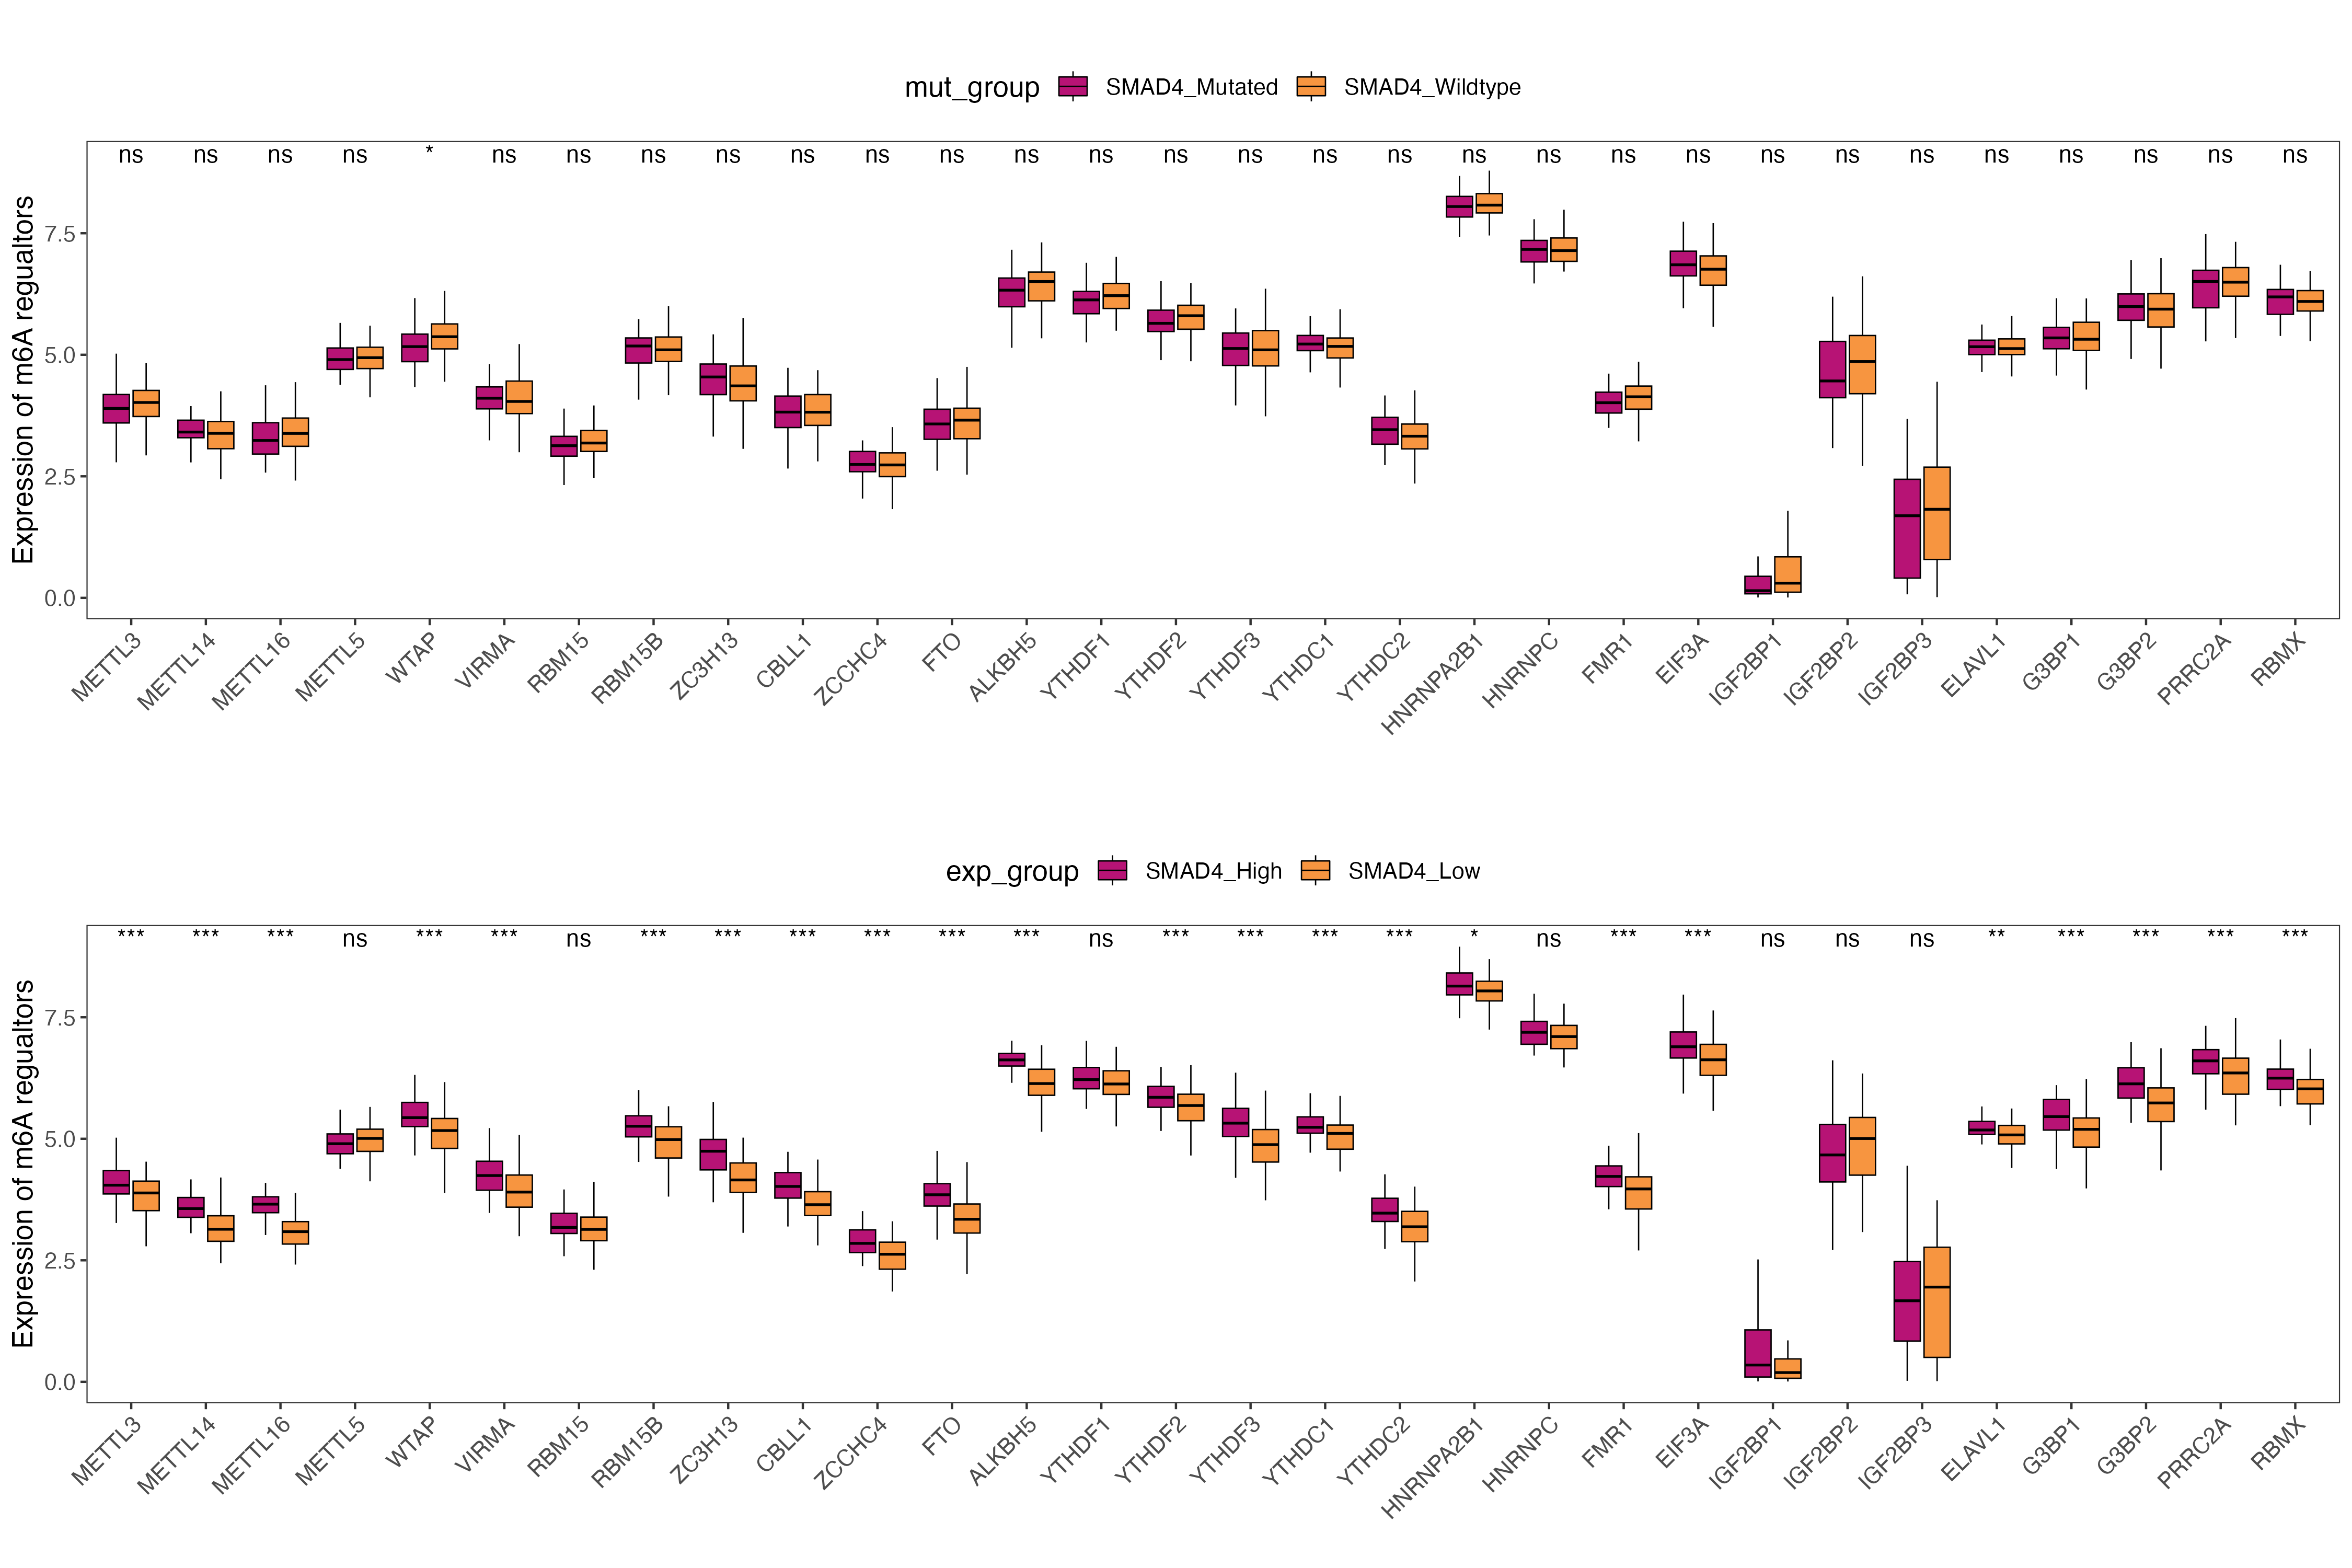 mut_group SMAD4_Mutated SMAD4_Wildtype
ns ns ns ns * ns ns ns ns ns ns ns ns ns ns ns ns ns ns ns ns ns ns ns ns ns ns ns ns ns
Expression of m6A regualtors
7.5
5.0
2.5
0.0
METTL3 METTL14 METTL16 METTL5 WTAP VIRMA RBM15 RBM15B ZC3H13 CBLL1 ZCCHC4 FTO ALKBH5 YTHDF1 YTHDF2 YTHDF3 YTHDC1 YTHDC2 HNRNPA2B1 HNRNPC FMR1 EIF3A IGF2BP1 IGF2BP2 IGF2BP3 ELAVL1 G3BP1 G3BP2 PRRC2A RBMX
exp_group SMAD4_High SMAD4_Low
*** *** *** ns *** *** ns *** *** *** *** *** *** ns *** *** *** *** * ns *** *** ns ns ns ** *** *** *** ***
Expression of m6A regualtors
7.5
5.0
2.5
0.0
METTL3 METTL14 METTL16 METTL5 WTAP VIRMA RBM15 RBM15B ZC3H13 CBLL1 ZCCHC4 FTO ALKBH5 YTHDF1 YTHDF2 YTHDF3 YTHDC1 YTHDC2 HNRNPA2B1 HNRNPC FMR1 EIF3A IGF2BP1 IGF2BP2 IGF2BP3 ELAVL1 G3BP1 G3BP2 PRRC2A RBMX